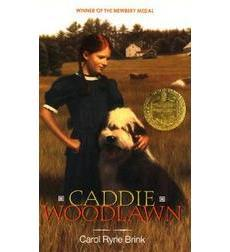 WINNER OF THE NEWBERY MEDAL
CADDIE
WOODLAWN
Carol Ryrie Brink